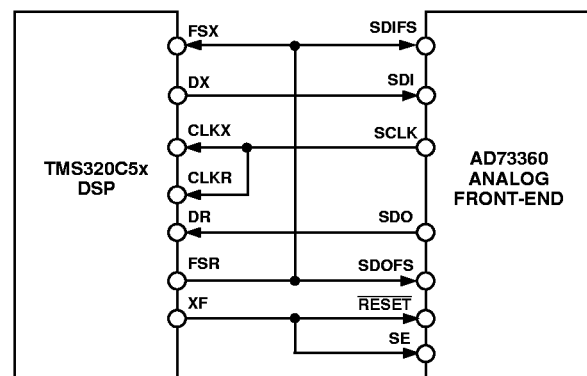 FSX
SDIFS
DX
SDI
CLKX
SCLK
TMS320C5x
DSP
CLKR
AD73360
ANALOG
FRONT-END
DR
SDO
FSR
SDOFS
XF
RESET
SE